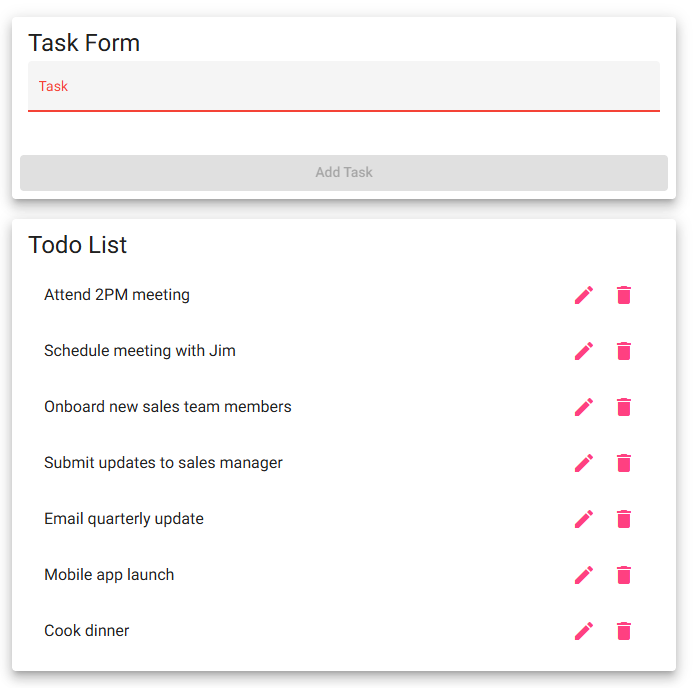 Task Form
Task
Add Task
Todo List
Attend 2PM meeting
Schedule meeting with Jim
Onboard new sales team members
Submit updates to sales manager
Email quarterly update
Mobile app launch
Cook dinner